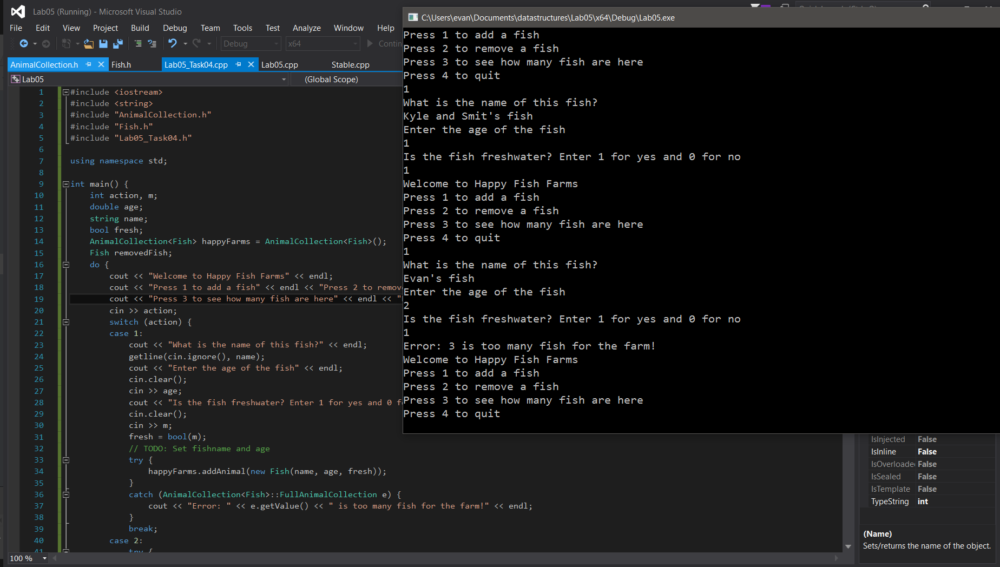 Lab05 (Running) - Microsoft Visual Studio
File Edit View Project Build Debug Team Tools Test Analyze Window Help
Debug x64 Contin
AnimalCollection.h Fish.h Lab05_Task04.cpp Lab05.cpp Stable.cpp
Lab05 (Global Scope)
1 #include <iostream>
2 #include <string>
3 #include "AnimalCollection.h"
4 #include "Fish.h"
5 #include "Lab05_Task04.h"
6
7 using namespace std;
8
9 int main() {
10 int action, m;
11 double age;
12 string name;
13 bool fresh;
14 AnimalCollection<Fish> happyFarms = AnimalCollection<Fish>();
15 Fish removedFish;
16 do {
17 cout << "Welcome to Happy Fish Farms" << endl;
18 cout << "Press 1 to add a fish" << endl << "Press 2 to remov
19 cout << "Press 3 to see how many fish are here" << endl << "
20 cin >> action;
21 switch (action) {
22 case 1:
23 cout << "What is the name of this fish?" << endl;
24 getline(cin.ignore(), name);
25 cout << "Enter the age of the fish" << endl;
26 cin.clear();
27 cin >> age;
28 cout << "Is the fish freshwater? Enter 1 for yes and 0 f
29 cin.clear();
30 cin >> m;
31 fresh = bool(m);
32 // TODO: Set fishname and age
33 try {
34 happyFarms.addAnimal(new Fish(name, age, fresh));
35 }
36 catch (AnimalCollection<Fish>::FullAnimalCollection e) {
37 cout << "Error: " << e.getValue() << " is too many fish for the farm!" << endl;
38 }
39 break;
40 case 2:
41 try {
100 %
C:\Users\evan\Documents\datastructures\Lab05\x64\Debug\Lab05.exe
Press 1 to add a fish
Press 2 to remove a fish
Press 3 to see how many fish are here
Press 4 to quit
1
What is the name of this fish?
Kyle and Smit's fish
Enter the age of the fish
1
Is the fish freshwater? Enter 1 for yes and 0 for no
1
Welcome to Happy Fish Farms
Press 1 to add a fish
Press 2 to remove a fish
Press 3 to see how many fish are here
Press 4 to quit
1
What is the name of this fish?
Evan's fish
Enter the age of the fish
2
Is the fish freshwater? Enter 1 for yes and 0 for no
1
Error: 3 is too many fish for the farm!
Welcome to Happy Fish Farms
Press 1 to add a fish
Press 2 to remove a fish
Press 3 to see how many fish are here
Press 4 to quit
IsInjected False
IsInline False
IsOverloade False
IsSealed False
IsTemplate False
TypeString int
(Name)
Sets/returns the name of the object.